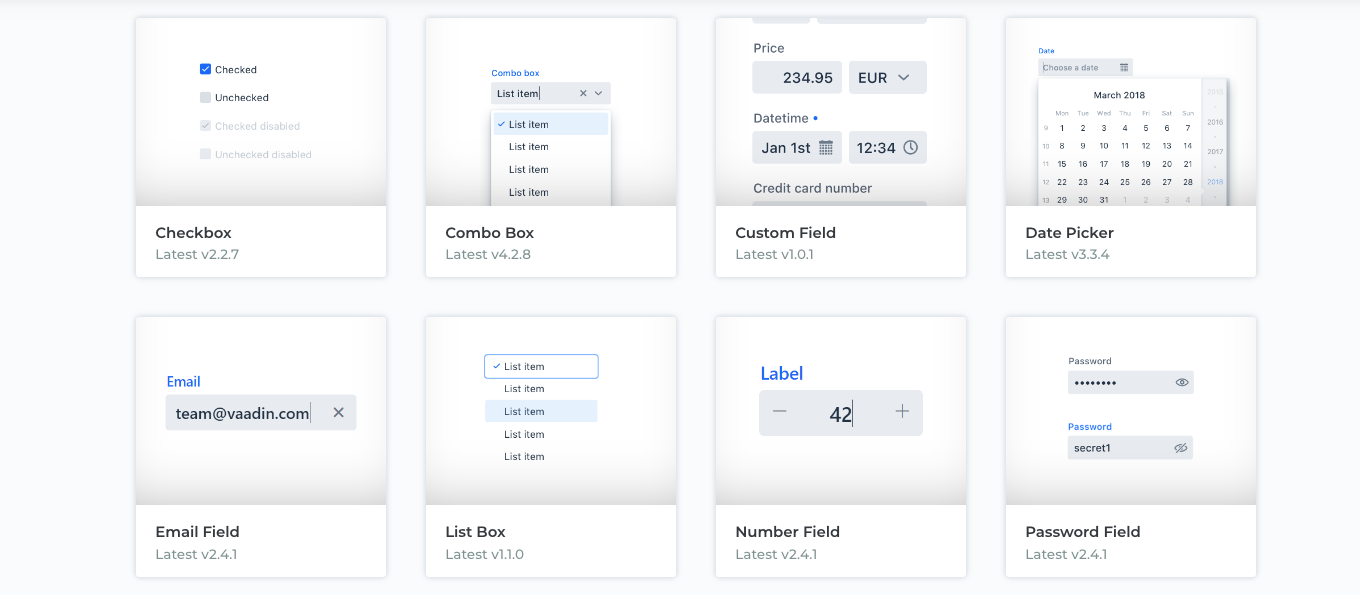 Checked
Unchecked
Checked disabled
Unchecked disabled
Checkbox
Latest v2.2.7
Combo box
List item
List item
List item
List item
List item
Combo Box
Latest v4.2.8
Price
234.95 EUR
Datetime •
Jan 1st 12:34
Credit card number
Custom Field
Latest v1.0.1
Date
Choose a date
March 2018
Mon Tue Wed Thu Fri Sat Sun
9 1 2 3 4 5 6 7
10 8 9 10 11 12 13 14
11 15 16 17 18 19 20 21
12 22 23 24 25 26 27 28
13 29 30 31 1 2 3 4
2015
2016
2017
2018
Date Picker
Latest v3.3.4
Email
team@vaadin.com
Email Field
Latest v2.4.1
List item
List item
List item
List item
List item
List Box
Latest v1.1.0
Label
42
Number Field
Latest v2.4.1
Password
••••••••
Password
secret1
Password Field
Latest v2.4.1